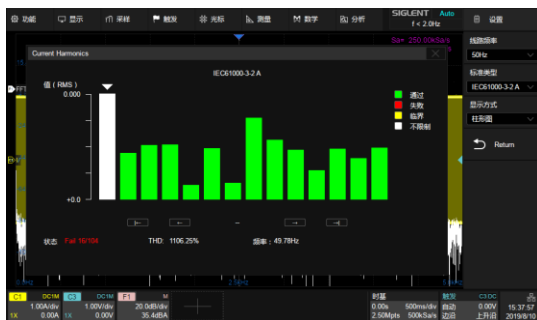 功能 显示 采样 触发 光标 测量 数学 分析 SIGLENT Auto 设置
f < 2.0Hz
Sa= 250.00kSa/s
线路频率
50Hz
标准类型
IEC61000-3-2 A
显示方式
柱形图
Return
Current Harmonics
IEC61000-3-2 A
值 ( RMS )
0.000
+0.0
通过
失败
临界
不限制
状态 Fail 16/104 THD: 1106.25% 频率: 49.78Hz
C1 DC1M C3 DC1M F1 M 时基 触发 C3 DC
1.00A/div 1.00V/div 20.0dB/div 0.00s 500ms/div 自动 0.00V 15:37:57
1X 0.00A 1X 0.00V 35.4dBA 2.50Mpts 500kSa/s 边沿 上升沿 2019/8/10